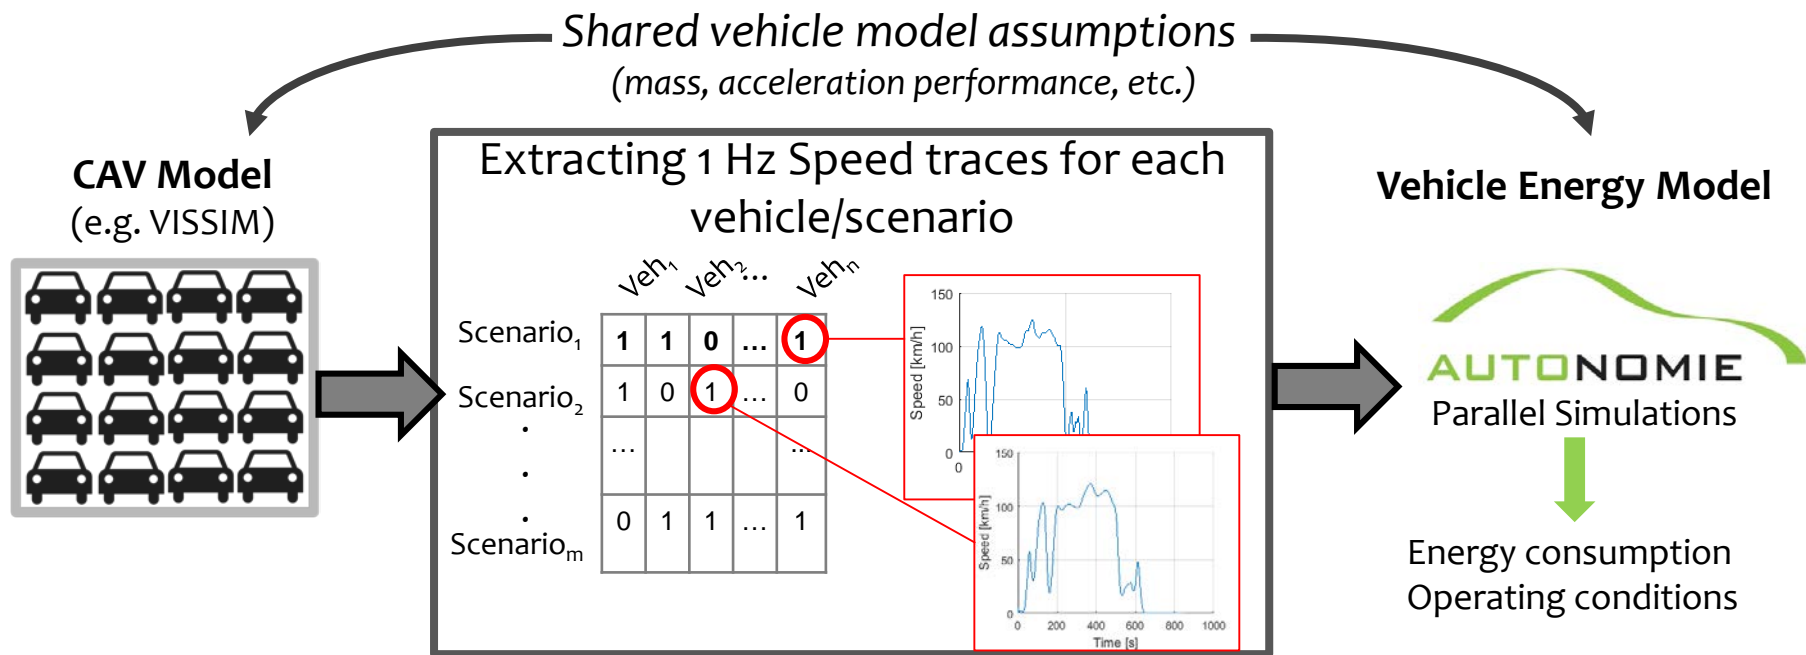 Shared vehicle model assumptions
(mass, acceleration performance, etc.)
CAV Model
(e.g. VISSIM)
Extracting 1 Hz Speed traces for each
vehicle/scenario
Veh1 Veh2 ... Vehn
Scenario1 1 1 0 ... 1
Scenario2 1 0 1 ... 0
. ... ...
.
. 0 1 1 ... 1
Scenariom
150
100
50
0
0
Speed [km/h]
150
100
50
0
0 200 400 600 800 1000
Speed [km/h]
Time [s]
Vehicle Energy Model
AUTONOMIE
Parallel Simulations
Energy consumption
Operating conditions